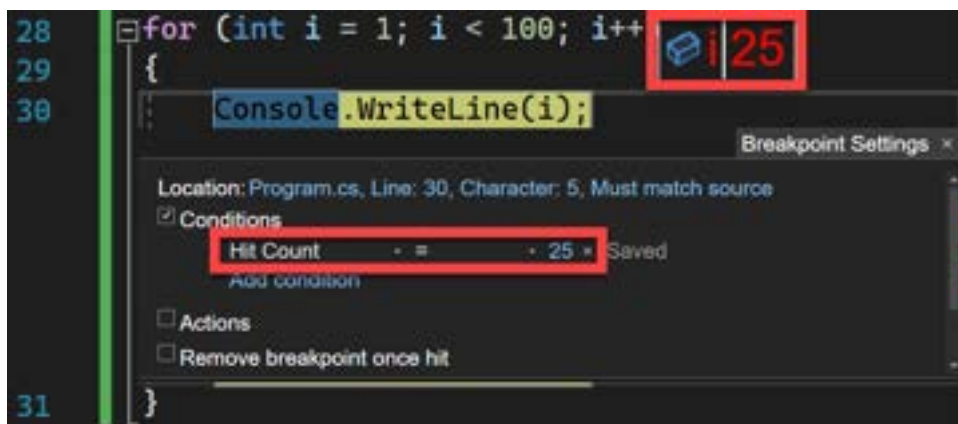 28 for (int i = 1; i < 100; i++ i 25
29 {
30 Console.WriteLine(i);
Breakpoint Settings ×
Location: Program.cs, Line: 30, Character: 5, Must match source
Conditions
Hit Count = 25 × Saved
Add condition
Actions
Remove breakpoint once hit
31 }